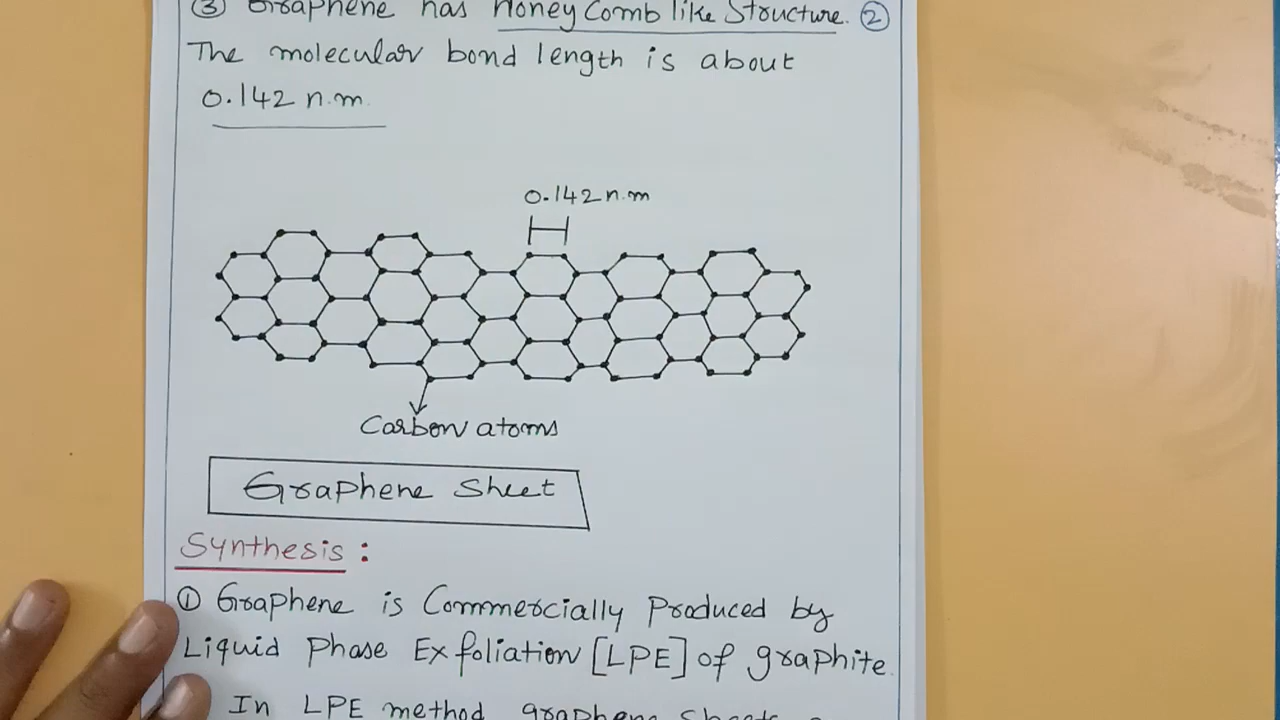 ③ Graphene has Honey Comb like Structure. ②
The molecular bond length is about
0.142 n.m.
0.142 n.m
Carbon atoms
Graphene Sheet
Synthesis :
① Graphene is Commercially Produced by
Liquid Phase Exfoliation [LPE] of graphite.
In LPE method, graphene sheets